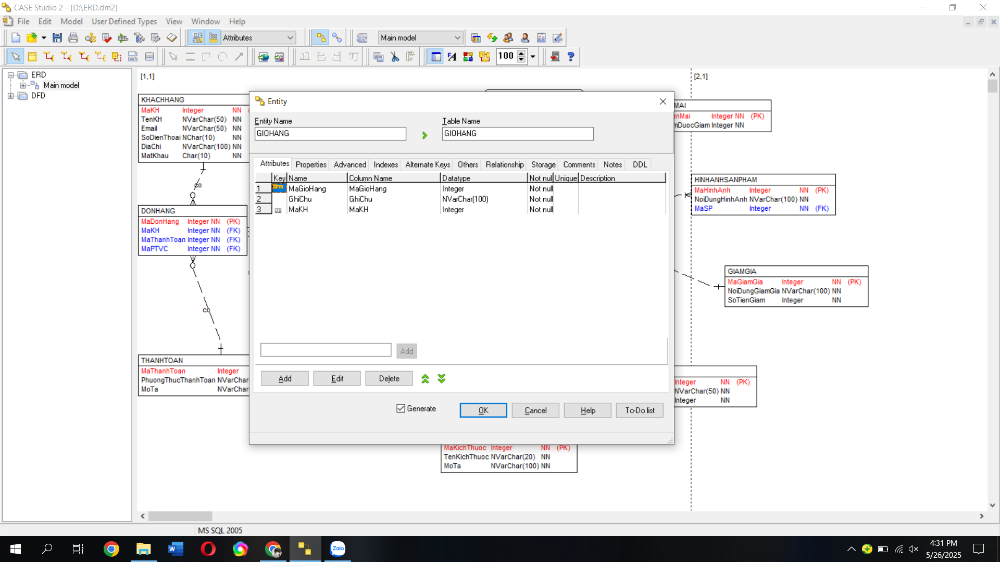 CASE Studio 2 - [D:\ERD.dm2]
File Edit Model User Defined Types View Window Help
Attributes Main model
100
ERD
Main model
DFD
[1,1] [2,1]
KHACHHANG
MaKH Integer NN
TenKH NVarChar(50) NN
Email NVarChar(50) NN
SoDienThoai NChar(10) NN
DiaChi NVarChar(100) NN
MatKhau Char(10) NN
co
DONHANG
MaDonHang Integer NN (PK)
MaKH Integer NN (FK)
MaThanhToan Integer NN (FK)
MaPTVC Integer NN (FK)
co
THANHTOAN
MaThanhToan Integer
PhuongThucThanhToan NVarChar
MoTa NVarChar
Entity
Entity Name Table Name
GIOHANG GIOHANG
Attributes Properties Advanced Indexes Alternate Keys Others Relationship Storage Comments Notes DDL
Key Name Column Name Datatype Not nul Unique Description
1 MaGioHang MaGioHang Integer Not null
2 GhiChu GhiChu NVarChar(100) Not null
3 FK MaKH MaKH Integer Not null
Add
Add Edit Delete
Generate OK Cancel Help To-Do list
MAI
nMai Integer NN (PK)
mDuocGiam Integer NN
HINHANHSANPHAM
MaHinhAnh Integer NN (PK)
NoiDungHinhAnh NVarChar(100) NN
MaSP Integer NN (FK)
GIAMGIA
MaGiamGia Integer NN (PK)
NoiDungGiamGia NVarChar(100) NN
SoTienGiam Integer NN
Integer NN (PK)
NVarChar(50) NN
Integer NN
MaKichThuoc Integer NN (PK)
TenKichThuoc NVarChar(20) NN
MoTa NVarChar(100) NN
MS SQL 2005
Zalo
4:31 PM
5/26/2025